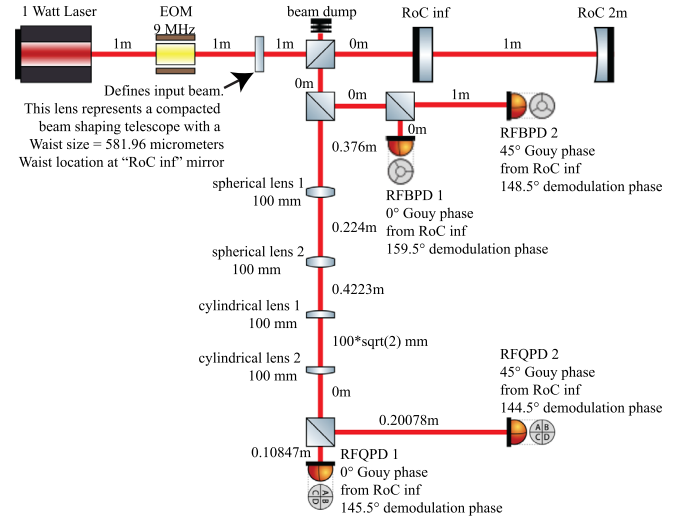 1 Watt Laser
EOM
9 MHz
beam dump
RoC inf
RoC 2m
1m
1m
1m
0m
1m
Defines input beam.
This lens represents a compacted
beam shaping telescope with a
Waist size = 581.96 micrometers
Waist location at “RoC inf” mirror
0m
0m
1m
0m
RFBPD 2
45° Gouy phase
from RoC inf
148.5° demodulation phase
RFBPD 1
0° Gouy phase
from RoC inf
159.5° demodulation phase
0.376m
spherical lens 1
100 mm
0.224m
spherical lens 2
100 mm
0.4223m
cylindrical lens 1
100 mm
100*sqrt(2) mm
cylindrical lens 2
100 mm
0m
RFQPD 2
45° Gouy phase
from RoC inf
144.5° demodulation phase
0.20078m
A B
C D
0.10847m
RFQPD 1
0° Gouy phase
from RoC inf
145.5° demodulation phase
A B
C D